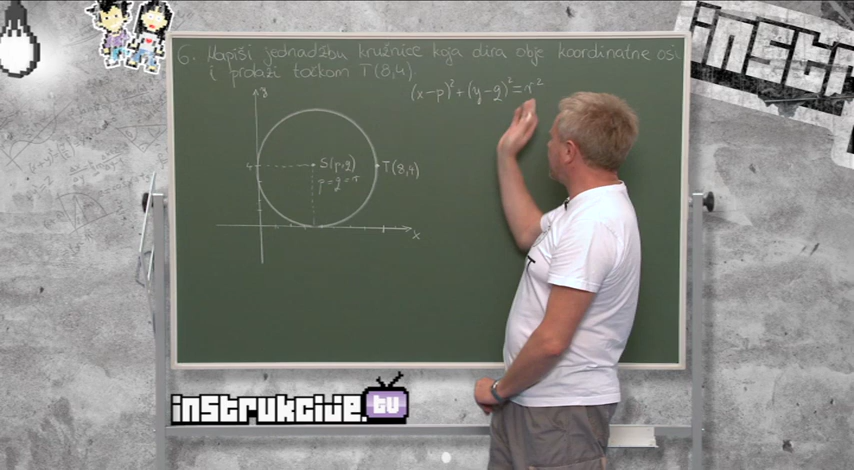 6. Napiši jednadžbu kružnice koja dira obje koordinatne osi
i prolazi točkom T(8,4).
(x-p)²+(y-q)²=r²
y
S(p,q)
p=q=r
4
T(8,4)
x
instrukcije.tv